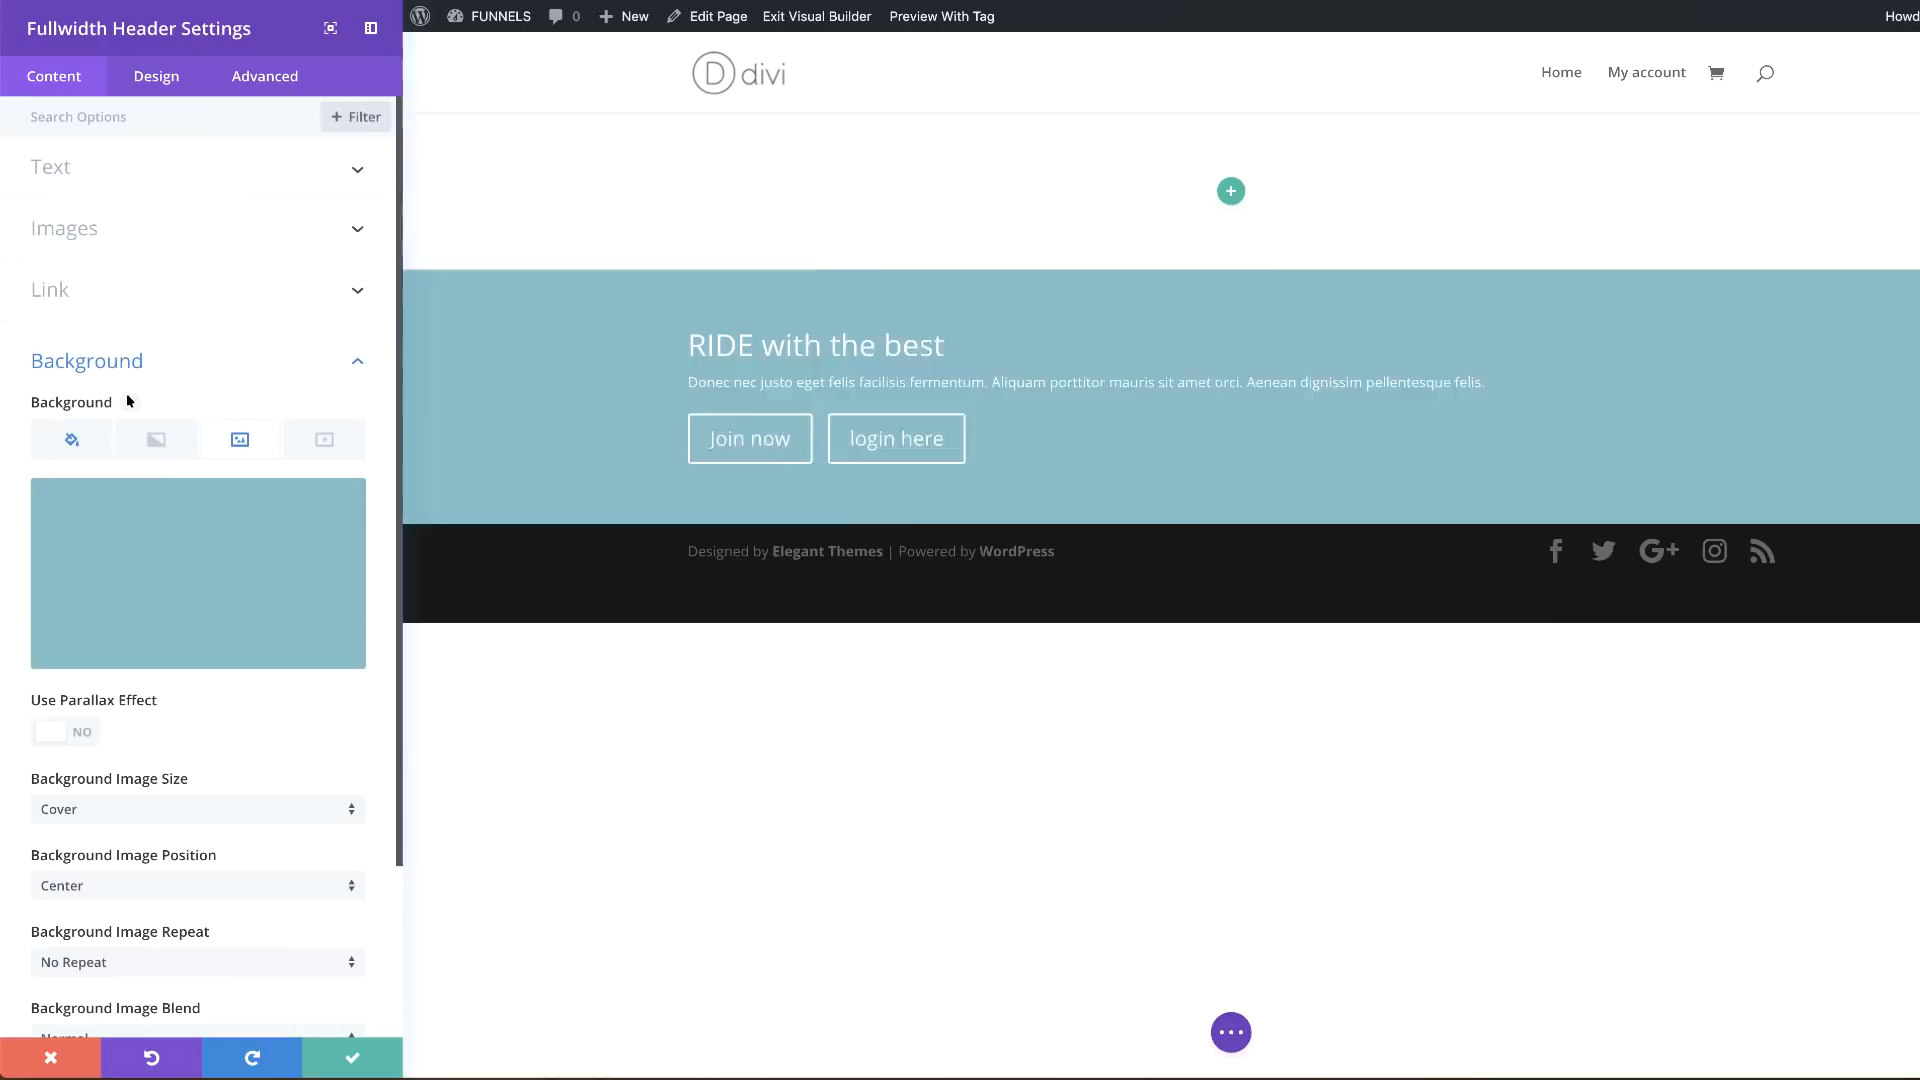 Fullwidth Header Settings
Content Design Advanced
Search Options
+ Filter
Text
Images
Link
Background
Background
Use Parallax Effect
NO
Background Image Size
Cover
Background Image Position
Center
Background Image Repeat
No Repeat
Background Image Blend
Normal
FUNNELS 0 + New Edit Page Exit Visual Builder Preview With Tag Howd
D divi
Home My account
RIDE with the best
Donec nec justo eget felis facilisis fermentum. Aliquam porttitor mauris sit amet orci. Aenean dignissim pellentesque felis.
Join now login here
Designed by Elegant Themes | Powered by WordPress